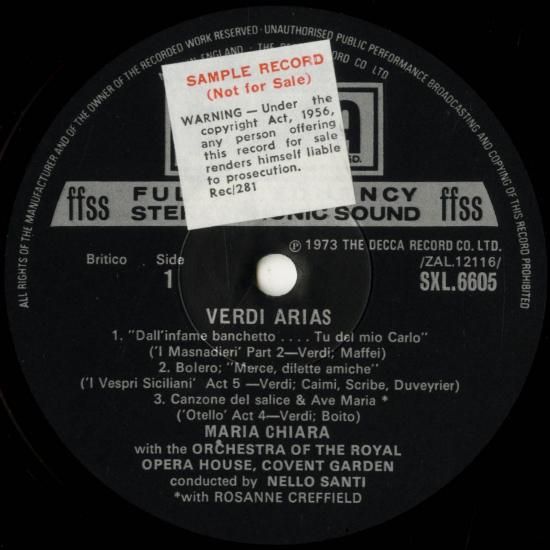 ALL RIGHTS OF THE MANUFACTURER AND OF THE OWNER OF THE RECORDED WORK RESERVED. UNAUTHORISED PUBLIC PERFORMANCE BROADCASTING AND COPYING OF THIS RECORD PROHIBITED
ENGLAND · THE DECCA RECORD CO LTD
SAMPLE RECORD
(Not for Sale)
WARNING — Under the
copyright Act, 1956,
any person offering
this record for sale
renders himself liable
to prosecution.
Rec/281
ffss
FU
NCY
STE
NIC SOUND
ffss
℗ 1973 THE DECCA RECORD CO. LTD.
Britico Side
1
/ZAL.12116/
SXL.6605
VERDI ARIAS
1. "Dall'infame banchetto . . . . Tu del mio Carlo"
('I Masnadieri' Part 2—Verdi; Maffei)
2. Bolero; "Merce, dilette amiche"
('I Vespri Siciliani' Act 5 —Verdi; Caimi, Scribe, Duveyrier)
3. Canzone del salice & Ave Maria *
('Otello' Act 4—Verdi; Boito)
MARIA CHIARA
with the ORCHESTRA OF THE ROYAL
OPERA HOUSE, COVENT GARDEN
conducted by NELLO SANTI
*with ROSANNE CREFFIELD